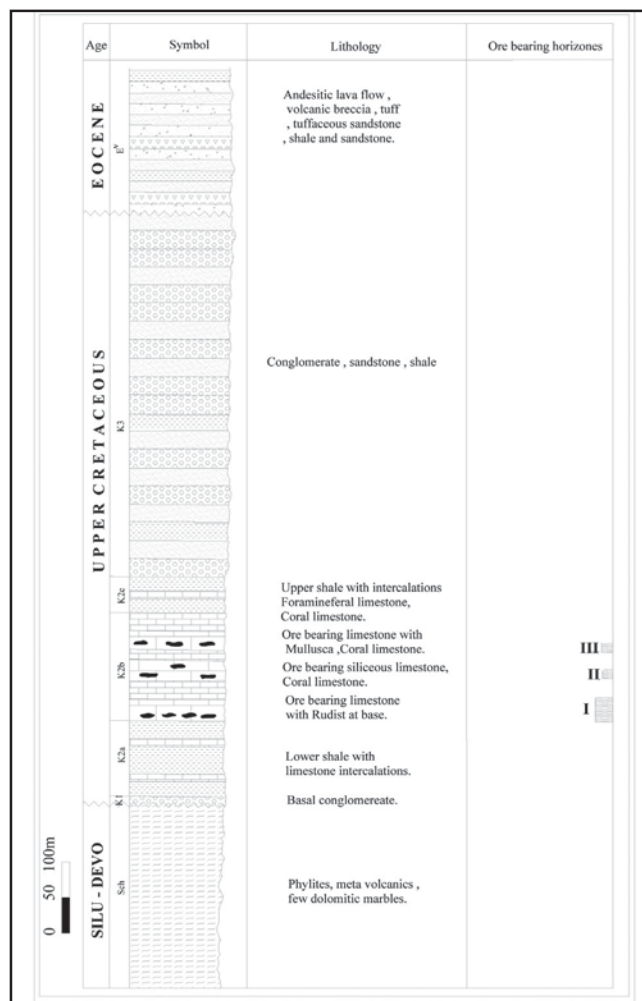 Age Symbol Lithology Ore bearing horizones
EOCENE
E^v
Andesitic lava flow ,
volcanic breccia , tuff
, tuffaceous sandstone
, shale and sandstone.
UPPER CRETACEOUS
K3
Conglomerate , sandstone , shale
K2c
Upper shale with intercalations
Foramineferal limestone,
Coral limestone.
K2b
Ore bearing limestone with
Mullusca ,Coral limestone.
III
Ore bearing siliceous limestone,
Coral limestone.
II
Ore bearing limestone
with Rudist at base.
I
K2a
Lower shale with
limestone intercalations.
K1
Basal conglomereate.
SILU - DEVO
Sch
Phylites, meta volcanics ,
few dolomitic marbles.
0 50 100m